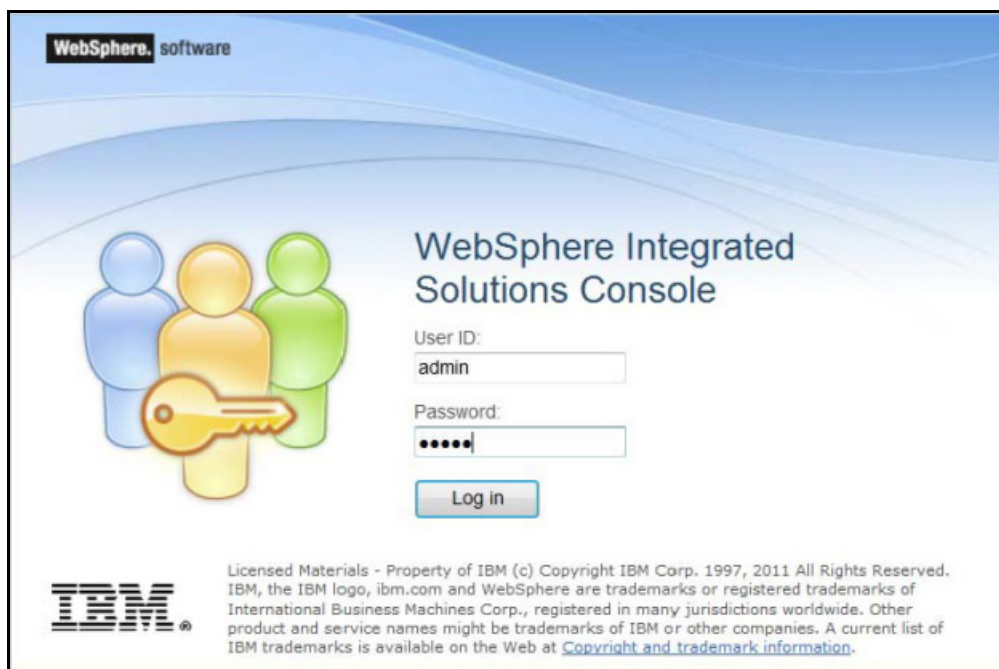 WebSphere. software
WebSphere Integrated
Solutions Console
User ID:
admin
Password:
•••••
Log in
Licensed Materials - Property of IBM (c) Copyright IBM Corp. 1997, 2011 All Rights Reserved.
IBM, the IBM logo, ibm.com and WebSphere are trademarks or registered trademarks of
International Business Machines Corp., registered in many jurisdictions worldwide. Other
product and service names might be trademarks of IBM or other companies. A current list of
IBM trademarks is available on the Web at Copyright and trademark information.
IBM®